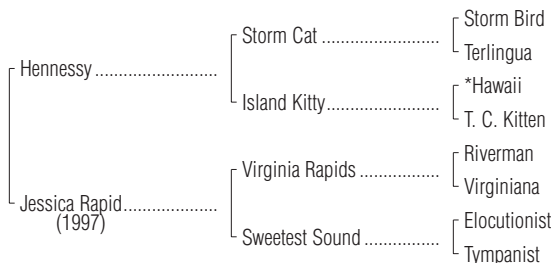 Storm Bird
Storm Cat ..........................
Terlingua
Hennessy ..........................
*Hawaii
Island Kitty ........................
T. C. Kitten
Riverman
Virginia Rapids .................
Virginiana
Jessica Rapid ....................
(1997)
Elocutionist
Sweetest Sound ................
Tympanist